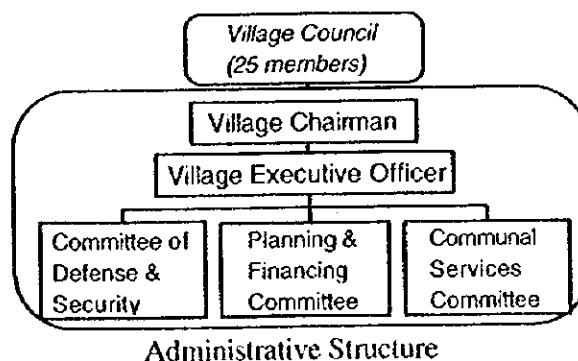 Village Council
(25 members)
Village Chairman
Village Executive Officer
Committee of
Defense &
Security
Planning &
Financing
Committee
Communal
Services
Committee
Administrative Structure